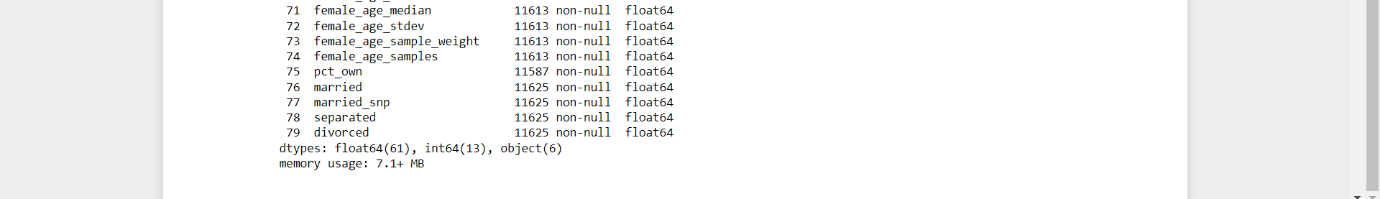 71 female_age_median 11613 non-null float64
72 female_age_stdev 11613 non-null float64
73 female_age_sample_weight 11613 non-null float64
74 female_age_samples 11613 non-null float64
75 pct_own 11587 non-null float64
76 married 11625 non-null float64
77 married_snp 11625 non-null float64
78 separated 11625 non-null float64
79 divorced 11625 non-null float64
dtypes: float64(61), int64(13), object(6)
memory usage: 7.1+ MB